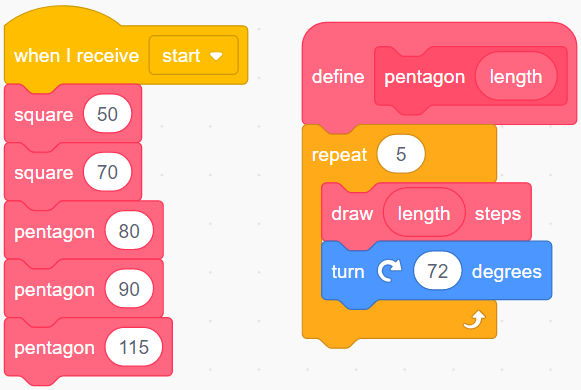 when I receive start
square 50
square 70
pentagon 80
pentagon 90
pentagon 115
define pentagon length
repeat 5
draw length steps
turn 72 degrees